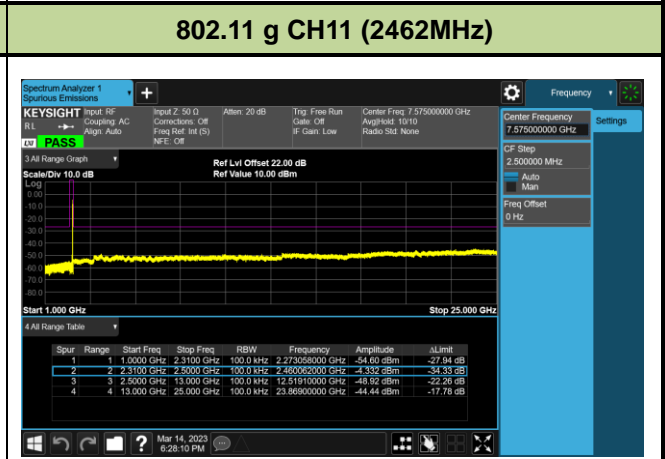 802.11 g CH11 (2462MHz)
Spectrum Analyzer 1
Spurious Emissions
Frequency
KEYSIGHT Input: RF Input Z: 50 Ω Atten: 20 dB Trig: Free Run Center Freq: 7.575000000 GHz
RL Coupling: AC Corrections: Off Gate: Off Avg|Hold: 10/10
Align: Auto Freq Ref: Int (S) IF Gain: Low Radio Std: None
LXI PASS NFE: Off
Center Frequency
7.575000000 GHz
Settings
CF Step
2.500000 MHz
Auto
Man
Freq Offset
0 Hz
3 All Range Graph
Ref Lvl Offset 22.00 dB
Scale/Div 10.0 dB Ref Value 10.00 dBm
Log
0.00
-10.0
-20.0
-30.0
-40.0
-50.0
-60.0
-70.0
-80.0
Start 1.000 GHz Stop 25.000 GHz
4 All Range Table
Spur Range Start Freq Stop Freq RBW Frequency Amplitude ΔLimit
1 1 1.0000 GHz 2.3100 GHz 100.0 kHz 2.273058000 GHz -54.60 dBm -27.94 dB
2 2 2.3100 GHz 2.5000 GHz 100.0 kHz 2.460062000 GHz -4.332 dBm -34.33 dB
3 3 2.5000 GHz 13.000 GHz 100.0 kHz 12.51910000 GHz -48.92 dBm -22.26 dB
4 4 13.000 GHz 25.000 GHz 100.0 kHz 23.86900000 GHz -44.44 dBm -17.78 dB
Mar 14, 2023
6:28:10 PM